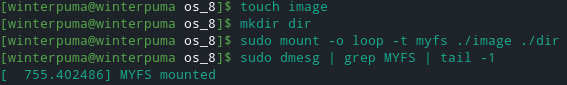 [winterpuma@winterpuma os_8]$ touch image
[winterpuma@winterpuma os_8]$ mkdir dir
[winterpuma@winterpuma os_8]$ sudo mount -o loop -t myfs ./image ./dir
[winterpuma@winterpuma os_8]$ sudo dmesg | grep MYFS | tail -1
[  755.402486] MYFS mounted